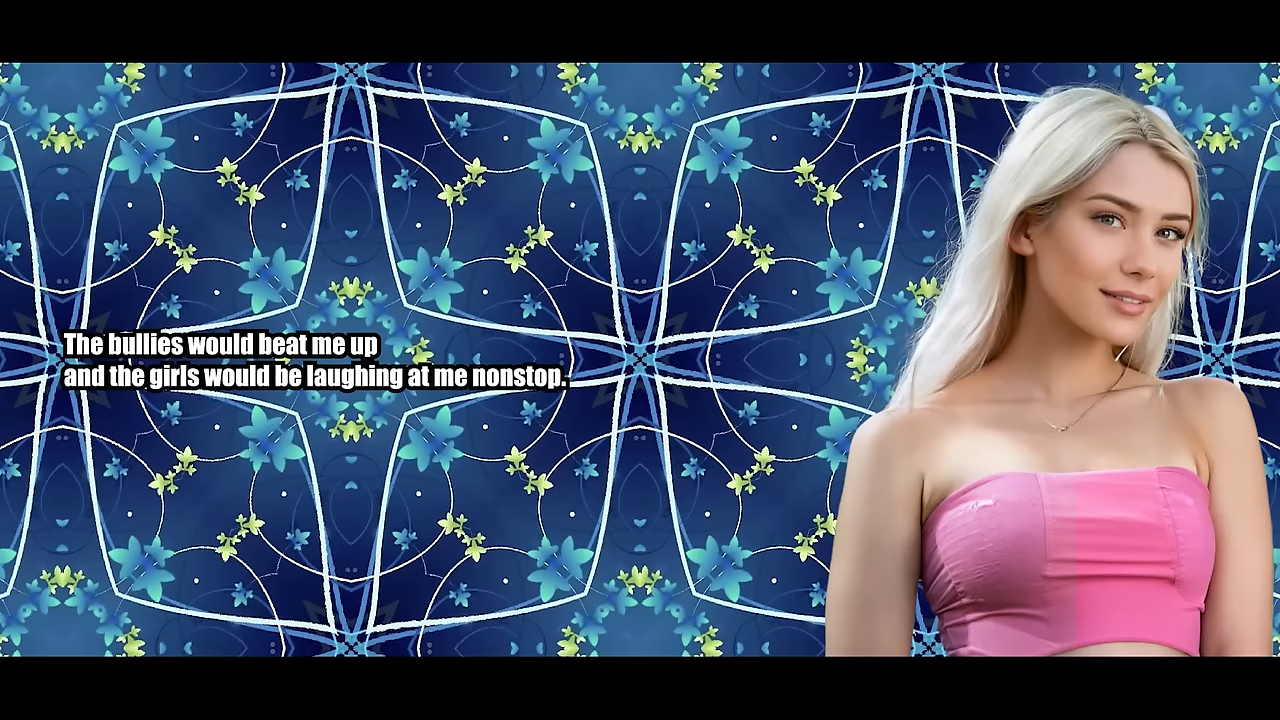 The bullies would beat me up
and the girls would be laughing at me nonstop.